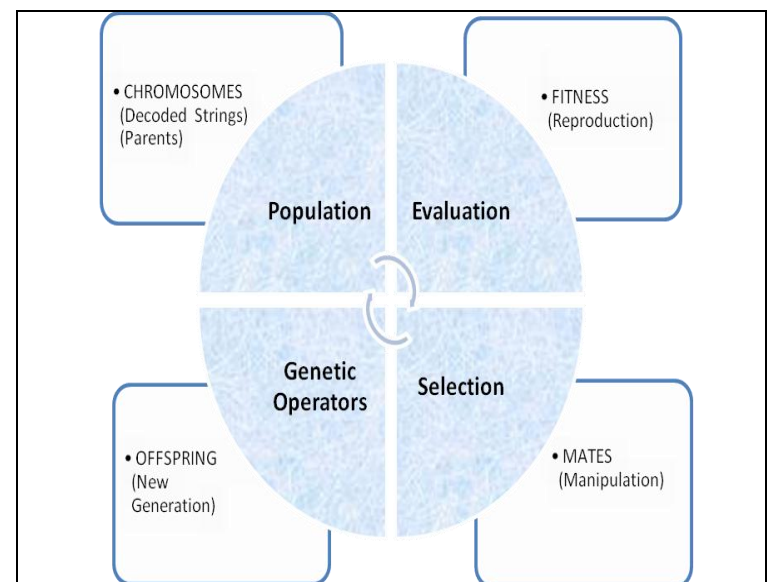 • CHROMOSOMES
(Decoded Strings)
(Parents)
• FITNESS
(Reproduction)
Population
Evaluation
Genetic
Operators
Selection
• OFFSPRING
(New
Generation)
• MATES
(Manipulation)